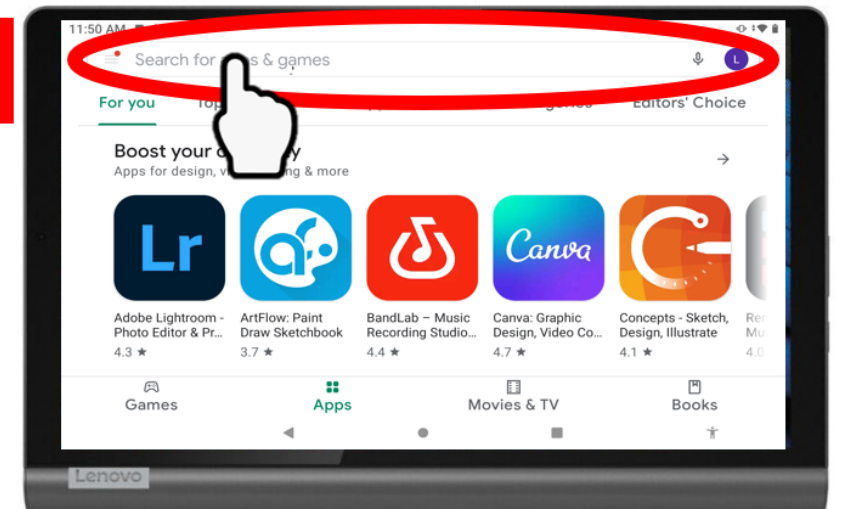 11:50 AM
Search for & games
L
For you Editors' Choice
Boost your
Apps for design, & more
Lr
Canva
Adobe Lightroom -
Photo Editor & Pr...
4.3 ★
ArtFlow: Paint
Draw Sketchbook
3.7 ★
BandLab – Music
Recording Studio...
4.4 ★
Canva: Graphic
Design, Video Co...
4.7 ★
Concepts - Sketch,
Design, Illustrate
4.1 ★
4.0
Games Apps Movies & TV Books
Lenovo